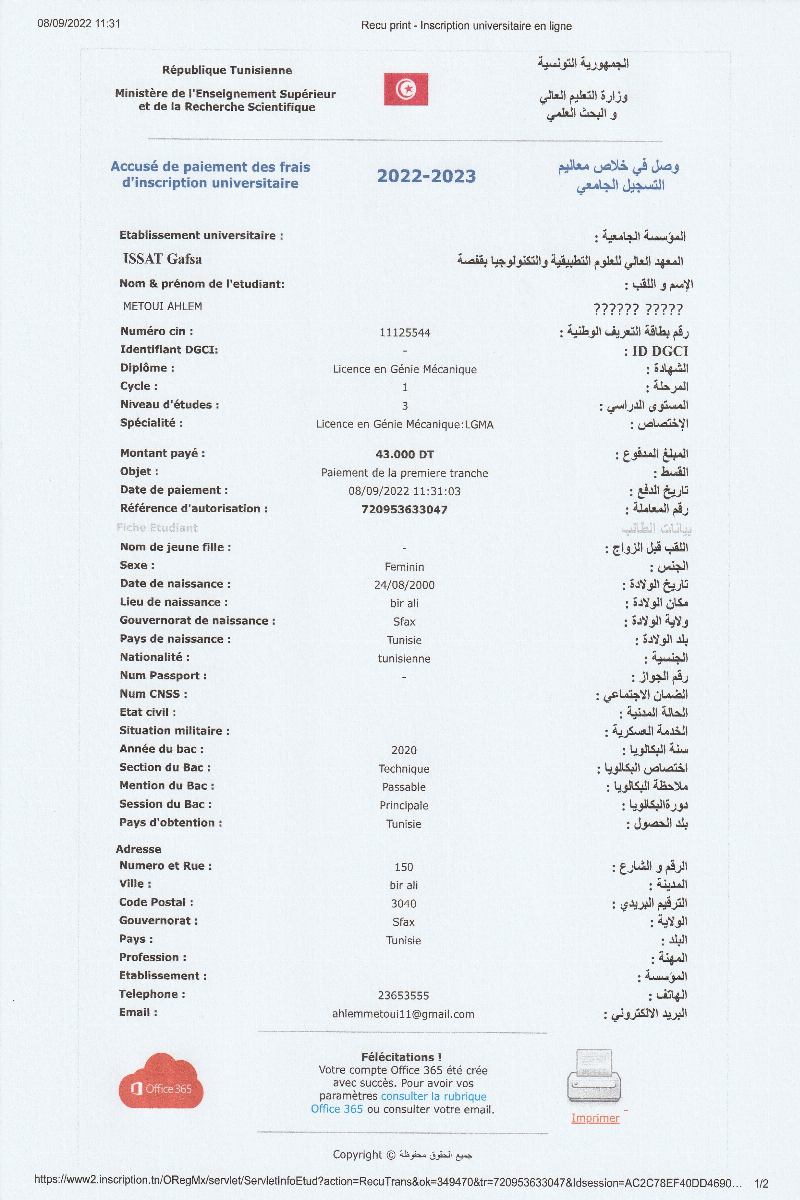 08/09/2022 11:31 Recu print - Inscription universitaire en ligne
République Tunisienne الجمهورية التونسية
Ministère de l'Enseignement Supérieur وزارة التعليم العالي
et de la Recherche Scientifique و البحث العلمي
Accusé de paiement des frais 2022-2023 وصل في خلاص معاليم
d'inscription universitaire التسجيل الجامعي
Etablissement universitaire : المؤسسة الجامعية :
ISSAT Gafsa المعهد العالي للعلوم التطبيقية والتكنولوجيا بقفصة
Nom & prénom de l'etudiant: الإسم و اللقب :
METOUI AHLEM ?????? ?????
Numéro cin : 11125544 رقم بطاقة التعريف الوطنية :
Identifiant DGCI: - ID DGCI :
Diplôme : Licence en Génie Mécanique الشهادة :
Cycle : 1 المرحلة :
Niveau d'études : 3 المستوى الدراسي :
Spécialité : Licence en Génie Mécanique:LGMA الإختصاص :
Montant payé : 43.000 DT المبلغ المدفوع :
Objet : Paiement de la premiere tranche القسط :
Date de paiement : 08/09/2022 11:31:03 تاريخ الدفع :
Référence d'autorisation : 720953633047 رقم المعاملة :
Fiche Etudiant بيانات الطالب
Nom de jeune fille : - اللقب قبل الزواج :
Sexe : Feminin الجنس :
Date de naissance : 24/08/2000 تاريخ الولادة :
Lieu de naissance : bir ali مكان الولادة :
Gouvernorat de naissance : Sfax ولاية الولادة :
Pays de naissance : Tunisie بلد الولادة :
Nationalité : tunisienne الجنسية :
Num Passport : - رقم الجواز :
Num CNSS : الضمان الاجتماعي :
Etat civil : الحالة المدنية :
Situation militaire : الخدمة العسكرية :
Année du bac : 2020 سنة البكالويا :
Section du Bac : Technique اختصاص البكالويا :
Mention du Bac : Passable ملاحظة البكالويا :
Session du Bac : Principale دورةالبكالويا :
Pays d'obtention : Tunisie بلد الحصول :
Adresse
Numero et Rue : 150 الرقم و الشارع :
Ville : bir ali المدينة :
Code Postal : 3040 الترقيم البريدي :
Gouvernorat : Sfax الولاية :
Pays : Tunisie البلد :
Profession : المهنة :
Etablissement : المؤسسة :
Telephone : 23653555 الهاتف :
Email : ahlemmetoui11@gmail.com البريد الالكتروني :
Félécitations !
Votre compte Office 365 été crée
avec succès. Pour avoir vos
paramètres consulter la rubrique
Office 365 ou consulter votre email.
Office 365
Imprimer
Copyright © جميع الحقوق محفوظة
https://www2.inscription.tn/ORegMx/servlet/ServletInfoEtud?action=RecuTrans&ok=349470&tr=720953633047&Idsession=AC2C78EF40DD4690... 1/2